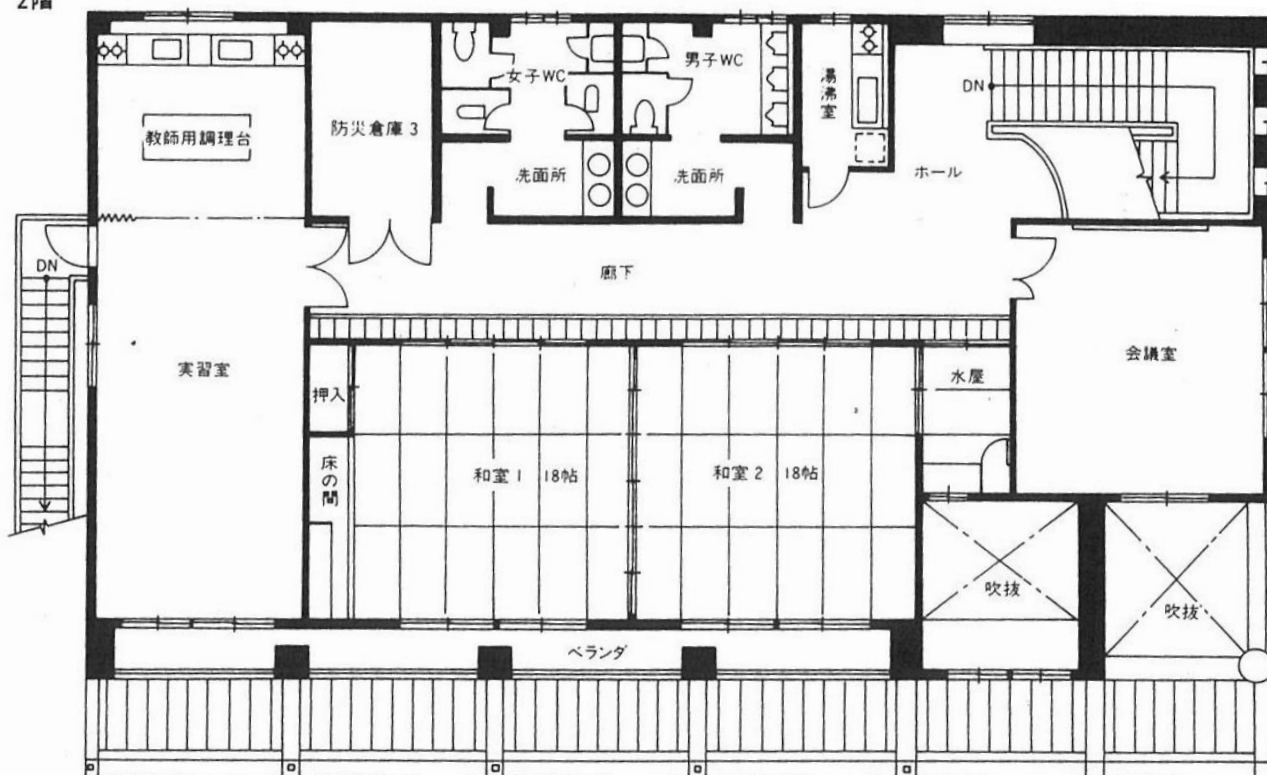 2階
女子WC
男子WC
湯沸室
DN
教師用調理台
防災倉庫3
洗面所
洗面所
ホール
DN
廊下
実習室
押入
水屋
会議室
床の間
和室1 18帖
和室2 18帖
吹抜
吹抜
ベランダ